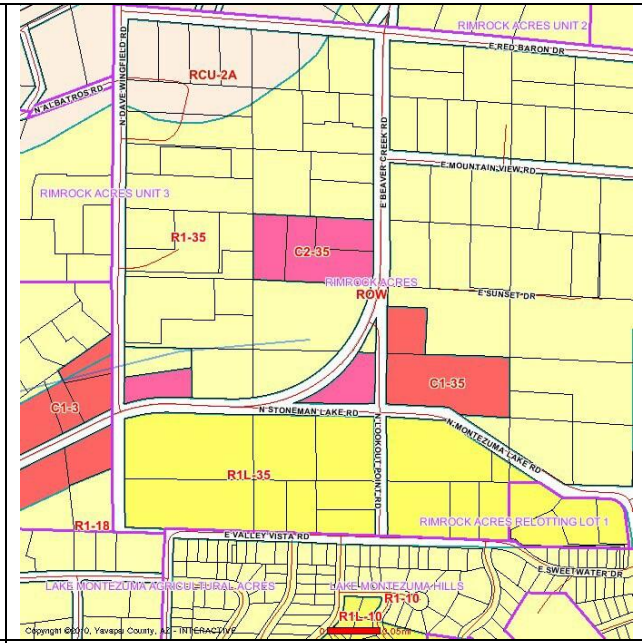 RIMROCK ACRES UNIT 2
E RED BARON DR
N DAVE WINGFIELD RD
RCU-2A
N ALBATROS RD
E BEAVER CREEK RD
E MOUNTAIN VIEW RD
RIMROCK ACRES UNIT 3
R1-35
C2-35
RIMROCK ACRES
ROW
E SUNSET DR
C1-3
C1-35
N STONEMAN LAKE RD
N LOOKOUT POINT RD
N MONTEZUMA LAKE RD
R1L-35
R1-18
RIMROCK ACRES RELOTTING LOT 1
E VALLEY VISTA RD
E SWEETWATER DR
LAKE MONTEZUMA AGRICULTURAL ACRES
LAKE MONTEZUMA HILLS
R1-10
R1L-10
Copyright ©2010, Yavapai County, AZ - INTERACTIVE
0 0.05mi